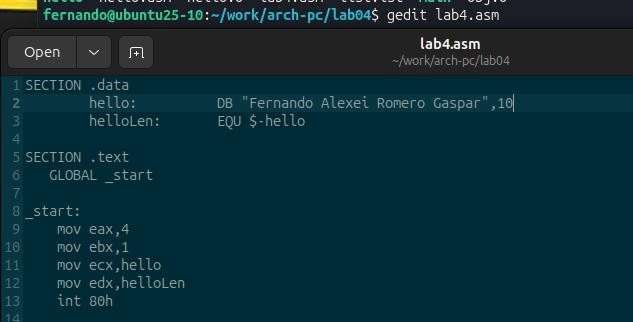 fernando@ubuntu25-10:~/work/arch-pc/lab04$ gedit lab4.asm
Open
lab4.asm
~/work/arch-pc/lab04
1 SECTION .data
2 hello: DB "Fernando Alexei Romero Gaspar",10
3 helloLen: EQU $-hello
4
5 SECTION .text
6 GLOBAL _start
7
8 _start:
9 mov eax,4
10 mov ebx,1
11 mov ecx,hello
12 mov edx,helloLen
13 int 80h
14